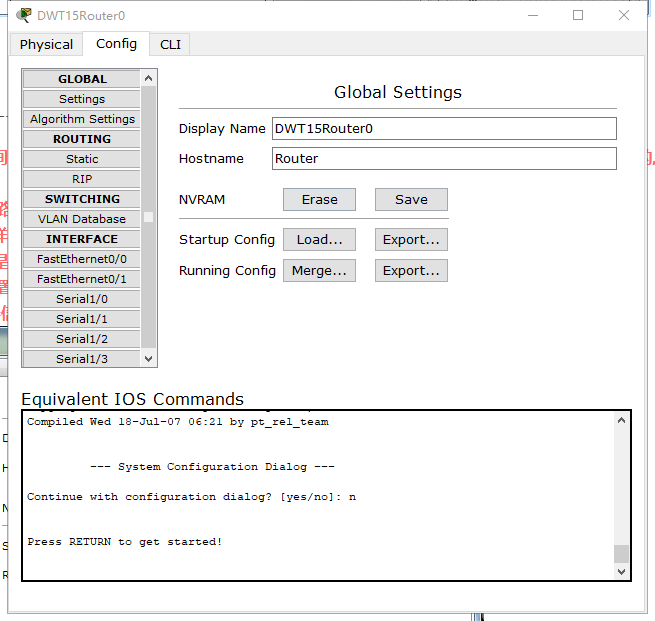 DWT15Router0
Physical Config CLI
GLOBAL
Settings
Algorithm Settings
ROUTING
Static
RIP
SWITCHING
VLAN Database
INTERFACE
FastEthernet0/0
FastEthernet0/1
Serial1/0
Serial1/1
Serial1/2
Serial1/3
Global Settings
Display Name DWT15Router0
Hostname Router
NVRAM Erase Save
Startup Config Load... Export...
Running Config Merge... Export...
Equivalent IOS Commands
Compiled Wed 18-Jul-07 06:21 by pt_rel_team
--- System Configuration Dialog ---
Continue with configuration dialog? [yes/no]: n
Press RETURN to get started!